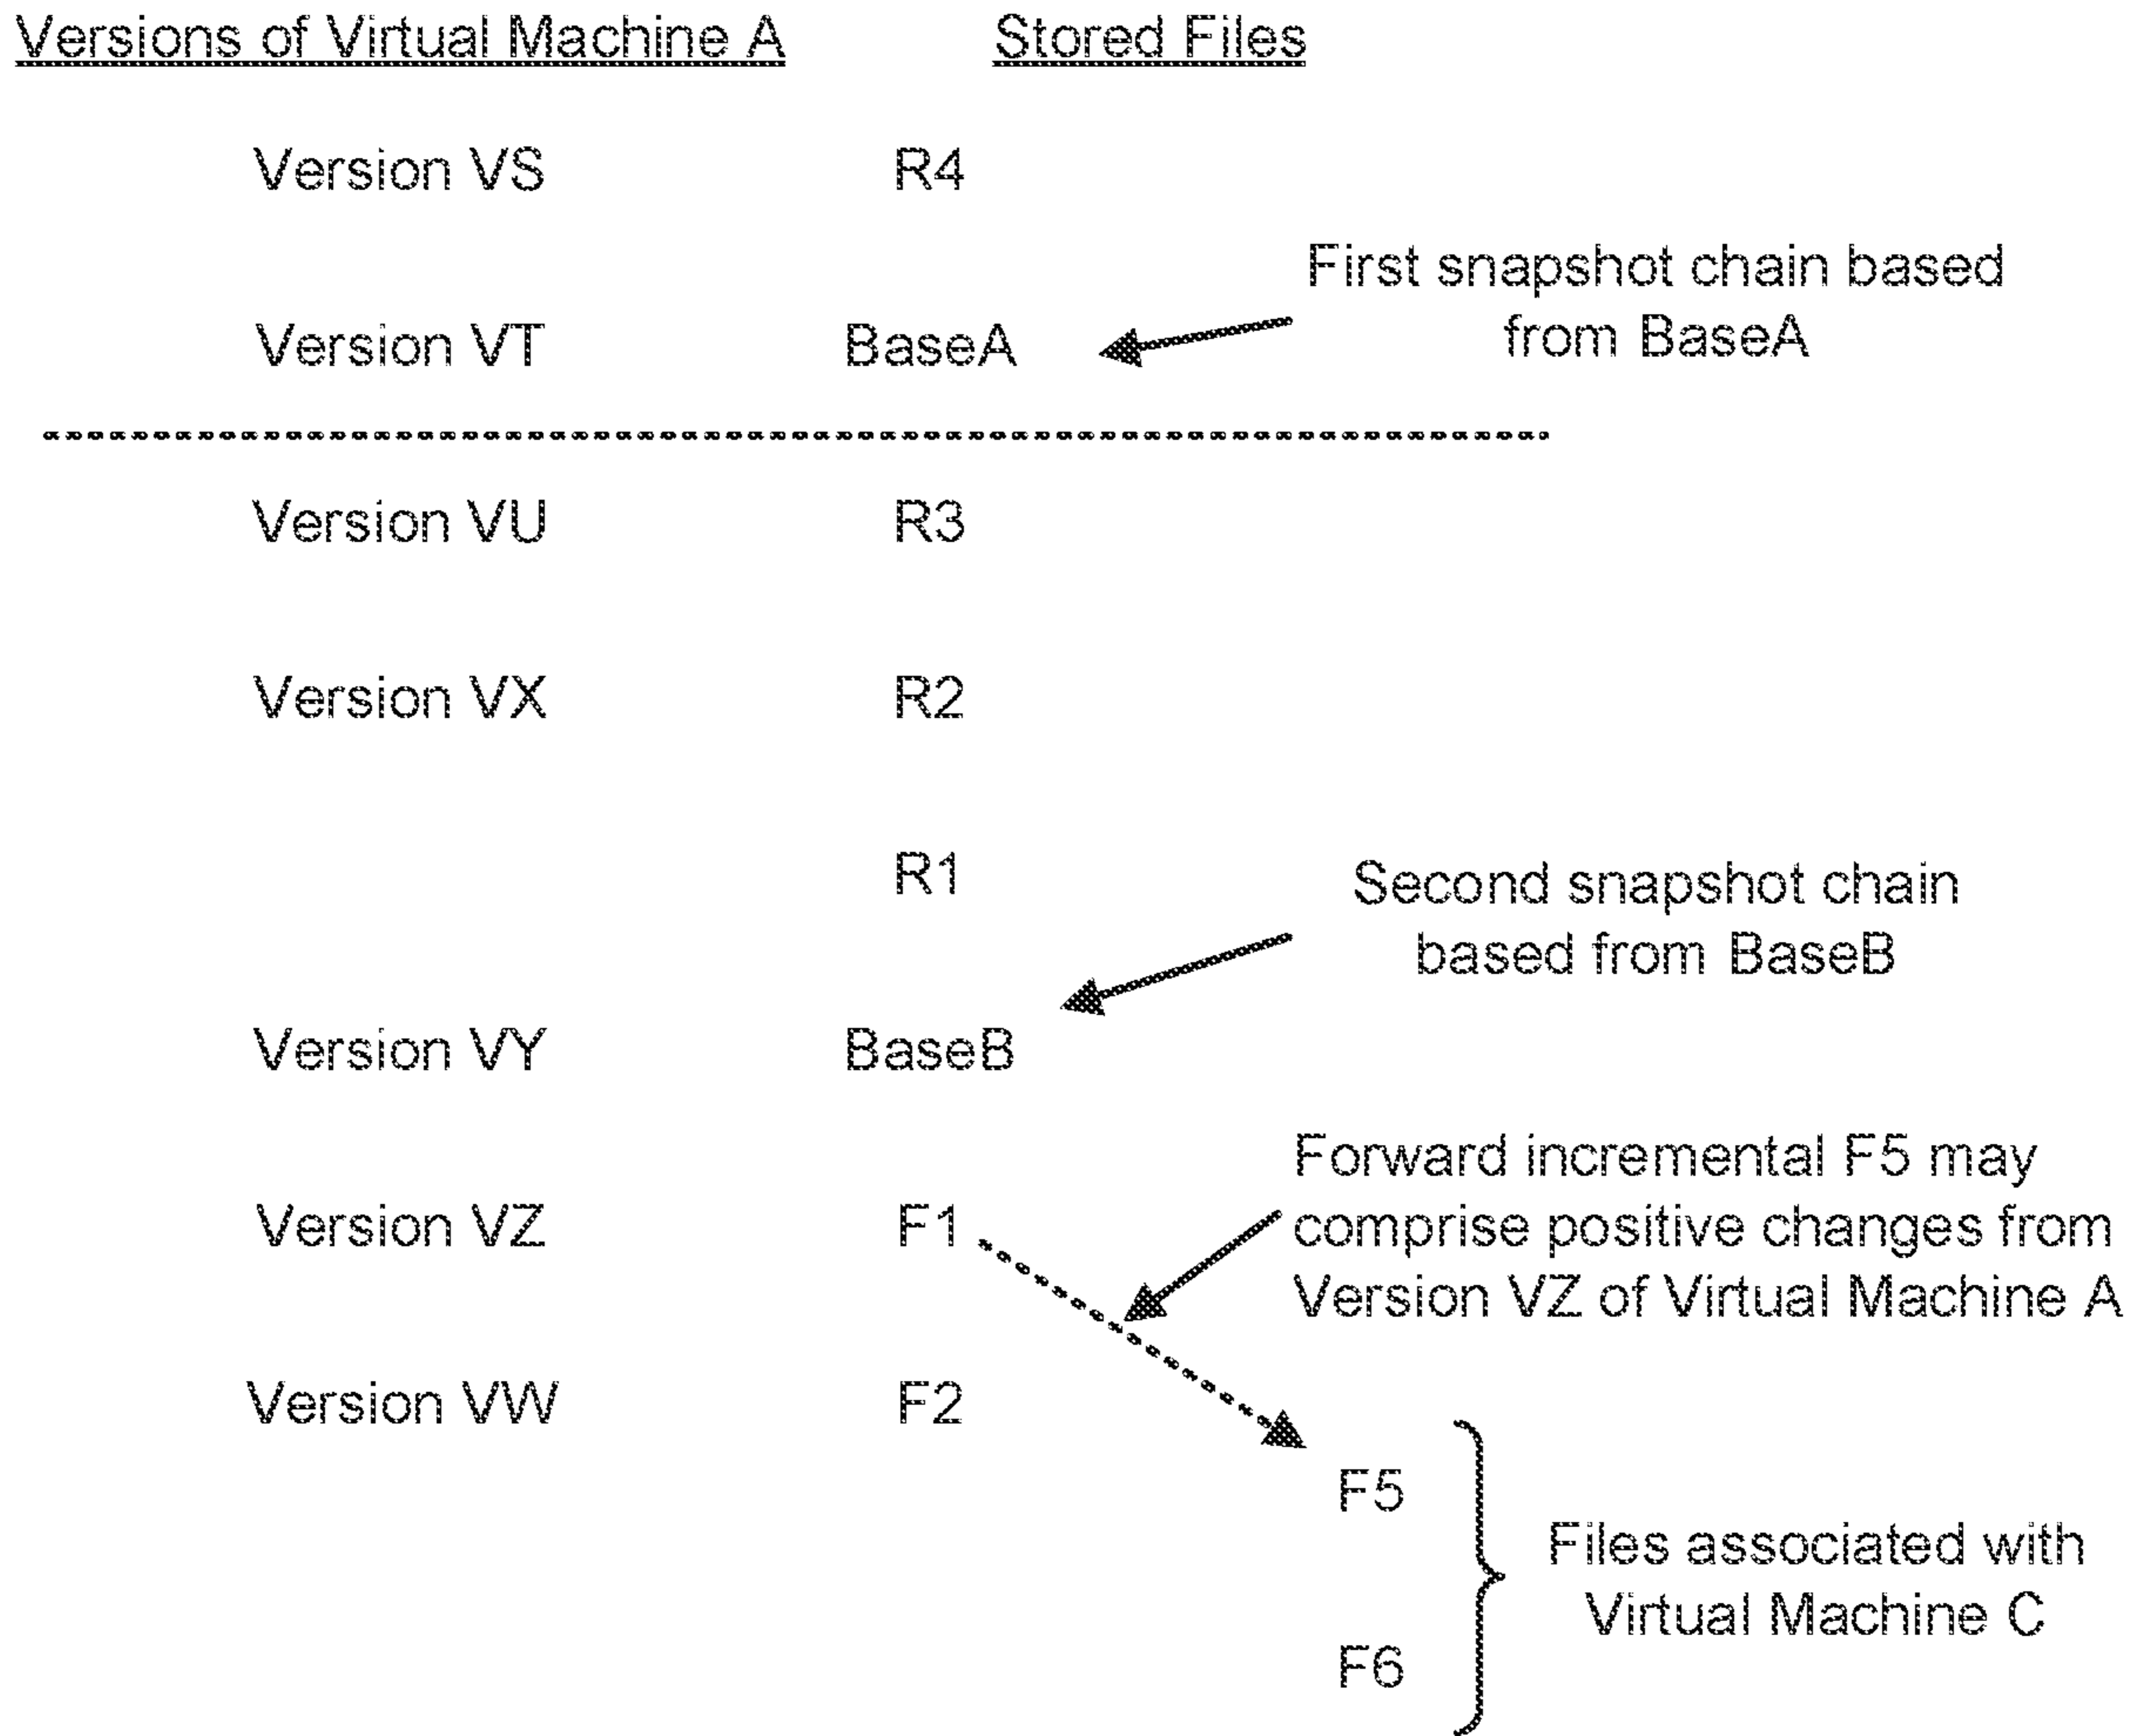 Versions of Virtual Machine A Stored Files
Version VS R4
First snapshot chain based
from BaseA
Version VT BaseA
Version VU R3
Version VX R2
R1
Second snapshot chain
based from BaseB
Version VY BaseB
Forward incremental F5 may
comprise positive changes from
Version VZ of Virtual Machine A
Version VZ F1
Version VW F2
F5
Files associated with
Virtual Machine C
F6